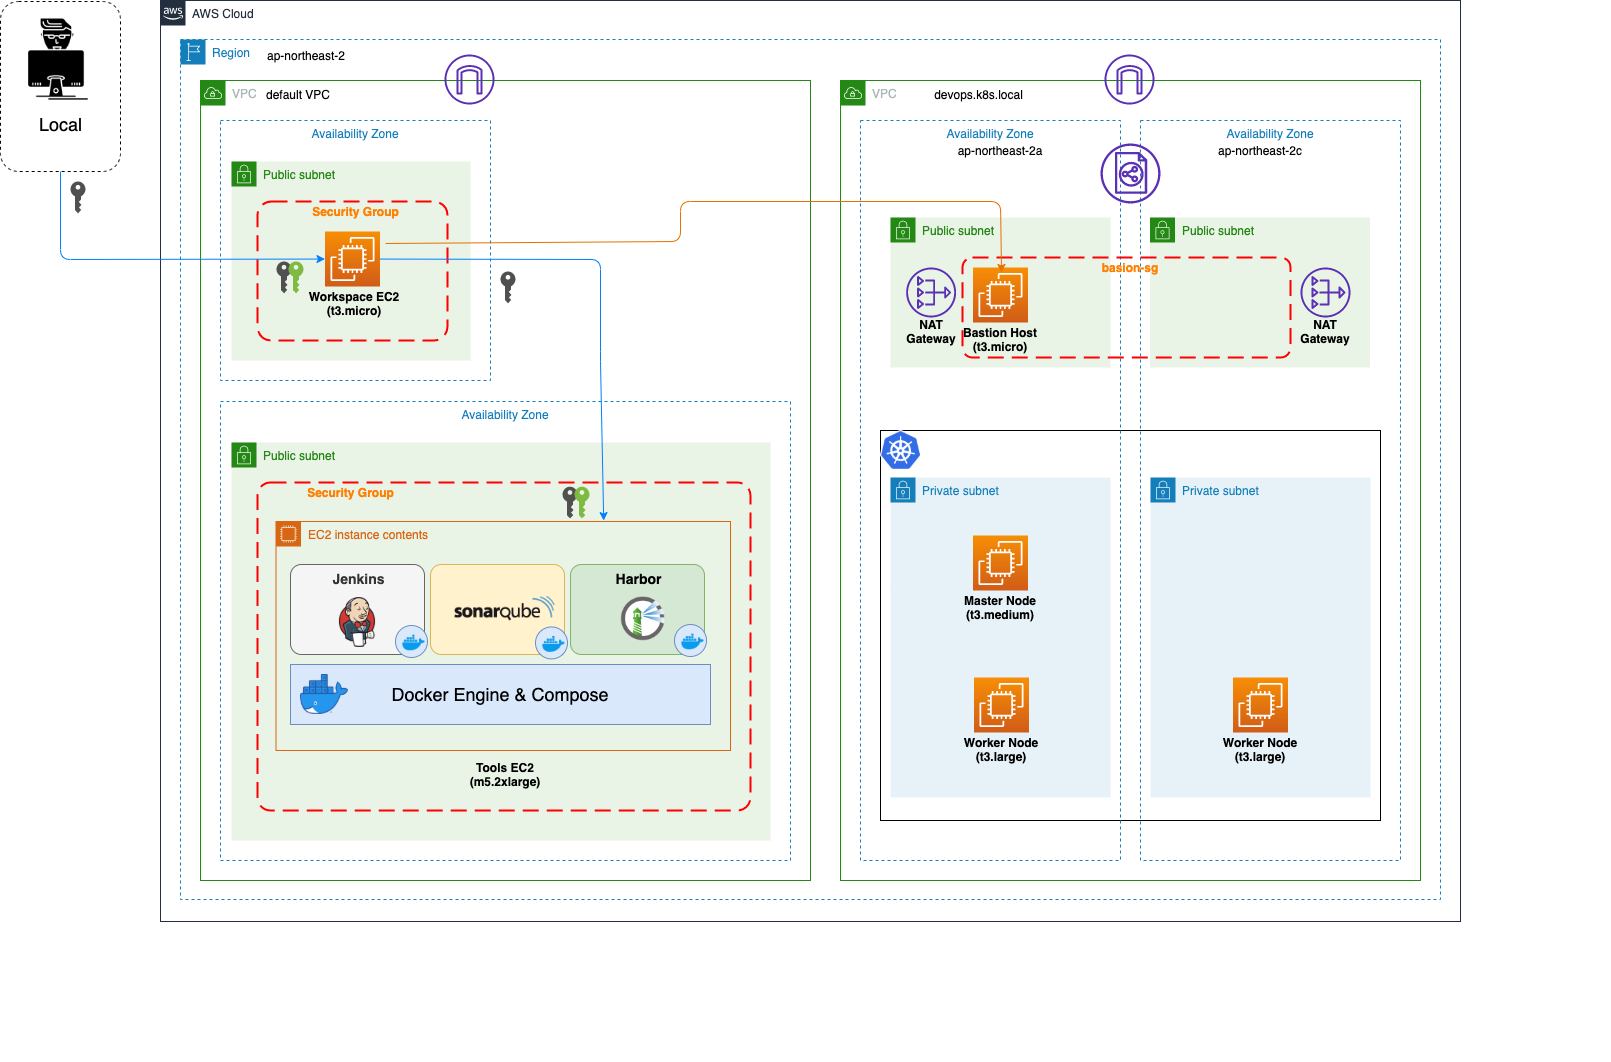 aws
AWS Cloud
Local
Region
ap-northeast-2
VPC
default VPC
Availability Zone
Public subnet
Security Group
Workspace EC2
(t3.micro)
Availability Zone
Public subnet
Security Group
EC2 instance contents
Jenkins
sonarqube
Harbor
Docker Engine & Compose
Tools EC2
(m5.2xlarge)
VPC
devops.k8s.local
Availability Zone
ap-northeast-2a
Availability Zone
ap-northeast-2c
Public subnet
Public subnet
basion-sg
NAT
Gateway
Bastion Host
(t3.micro)
NAT
Gateway
Private subnet
Private subnet
Master Node
(t3.medium)
Worker Node
(t3.large)
Worker Node
(t3.large)